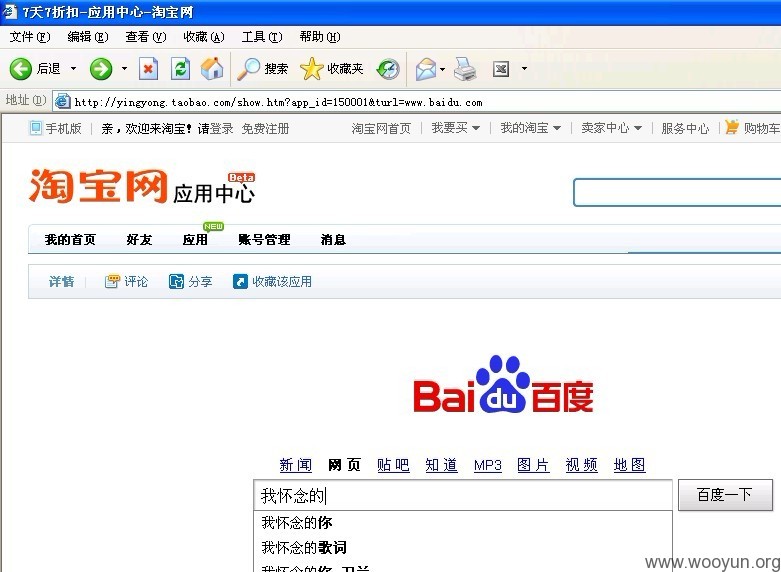 7天7折扣-应用中心-淘宝网
文件(F) 编辑(E) 查看(V) 收藏(A) 工具(T) 帮助(H)
后退 搜索 收藏夹
地址(D) http://yingyong.taobao.com/show.htm?app_id=150001&turl=www.baidu.com
手机版 亲，欢迎来淘宝！请登录 免费注册 淘宝网首页 我要买 我的淘宝 卖家中心 服务中心 购物车
淘宝网 应用中心 Beta
NEW
我的首页 好友 应用 账号管理 消息
详情 评论 分享 收藏该应用
Bai du 百度
新闻 网页 贴吧 知道 MP3 图片 视频 地图
我怀念的 百度一下
我怀念的你
我怀念的歌词
www.wooyun.org